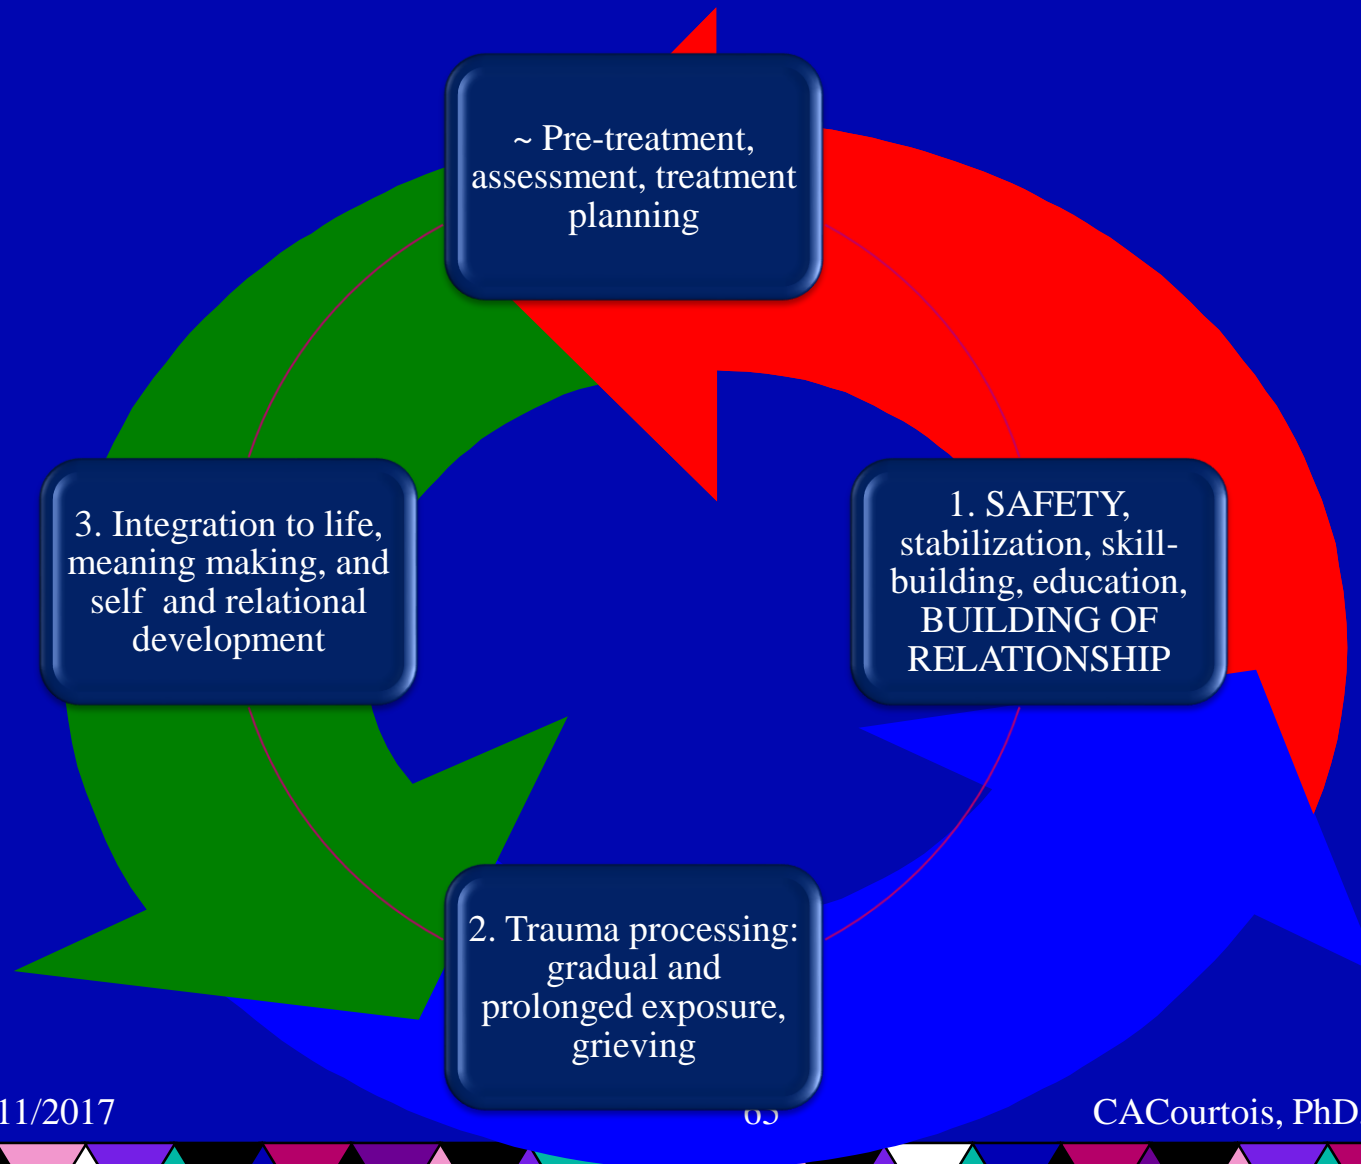 ~ Pre-treatment,
assessment, treatment
planning
1. SAFETY,
stabilization, skill-
building, education,
BUILDING OF
RELATIONSHIP
2. Trauma processing:
gradual and
prolonged exposure,
grieving
3. Integration to life,
meaning making, and
self  and relational
development
11/2017
65
CACourtois, PhD